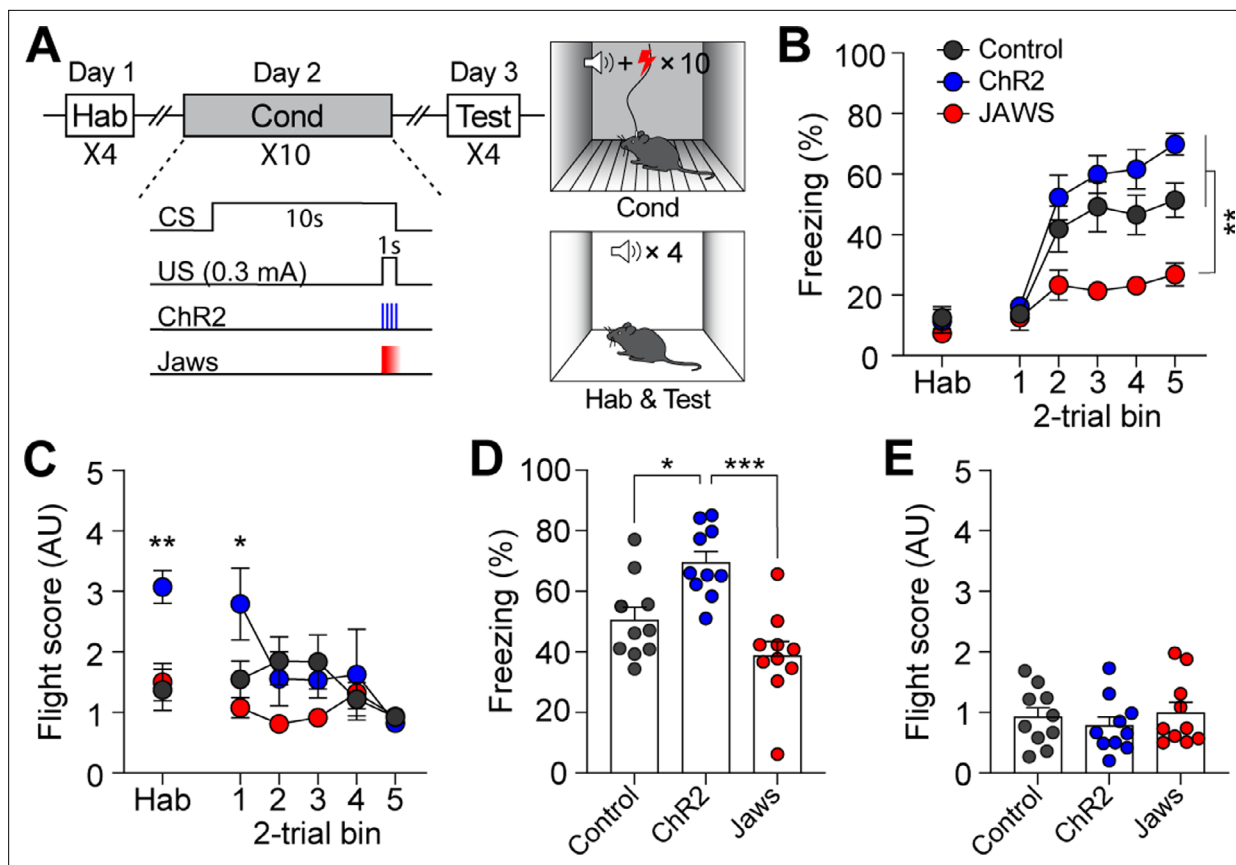 A
Day 1
Day 2
Day 3
Hab
Cond
Test
X4
X10
X4
CS
10s
1s
US (0.3 mA)
ChR2
Jaws
+ × 10
Cond
× 4
Hab & Test
B
Control
ChR2
JAWS
Freezing (%)
100
80
60
40
20
0
**
Hab
1 2 3 4 5
2-trial bin
C
Flight score (AU)
5
4
3
2
1
0
** *
Hab
1 2 3 4 5
2-trial bin
D
Freezing (%)
100
80
60
40
20
0
* ***
Control
ChR2
Jaws
E
Flight score (AU)
5
4
3
2
1
0
Control
ChR2
Jaws